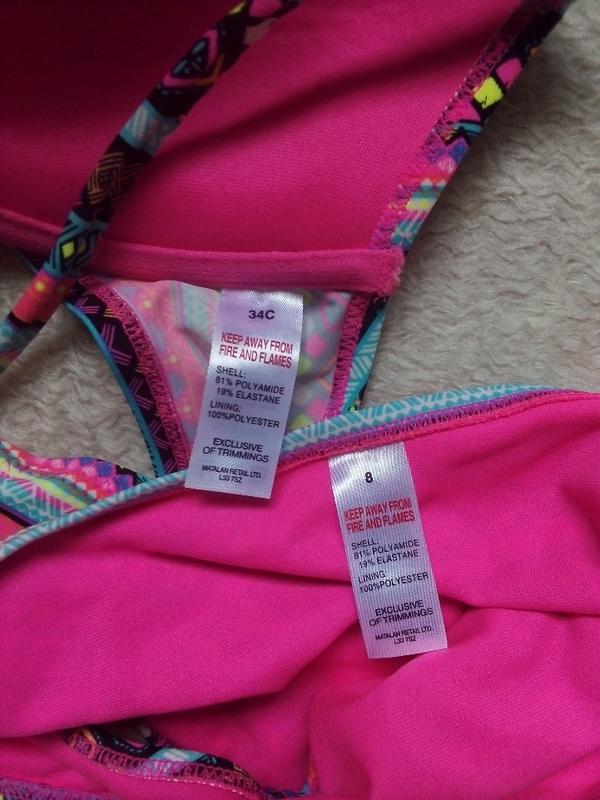 34C
KEEP AWAY FROM
FIRE AND FLAMES
SHELL:
81% POLYAMIDE
19% ELASTANE
LINING:
100%POLYESTER
EXCLUSIVE
OF TRIMMINGS
MATALAN RETAIL LTD.
L33 7SZ
8
KEEP AWAY FROM
FIRE AND FLAMES
SHELL:
81% POLYAMIDE
19% ELASTANE
LINING:
100%POLYESTER
EXCLUSIVE
OF TRIMMINGS
MATALAN RETAIL LTD.
L33 7SZ